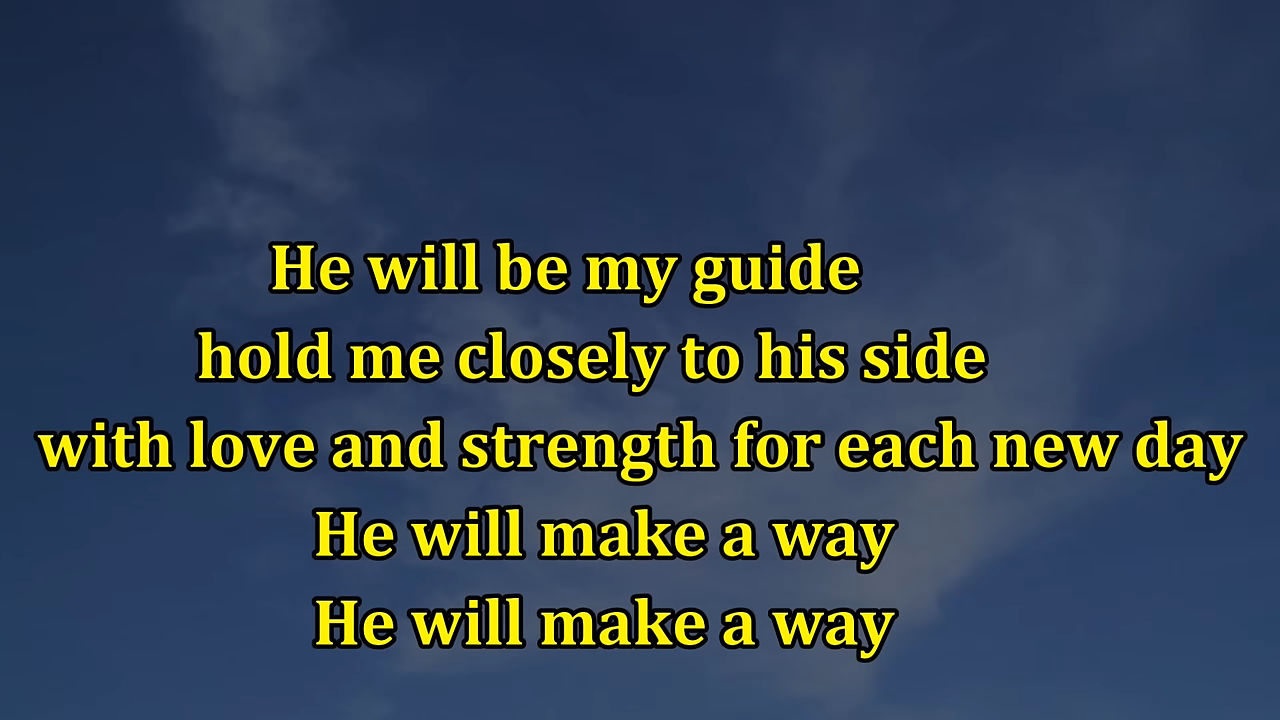 He will be my guide
hold me closely to his side
with love and strength for each new day
He will make a way
He will make a way